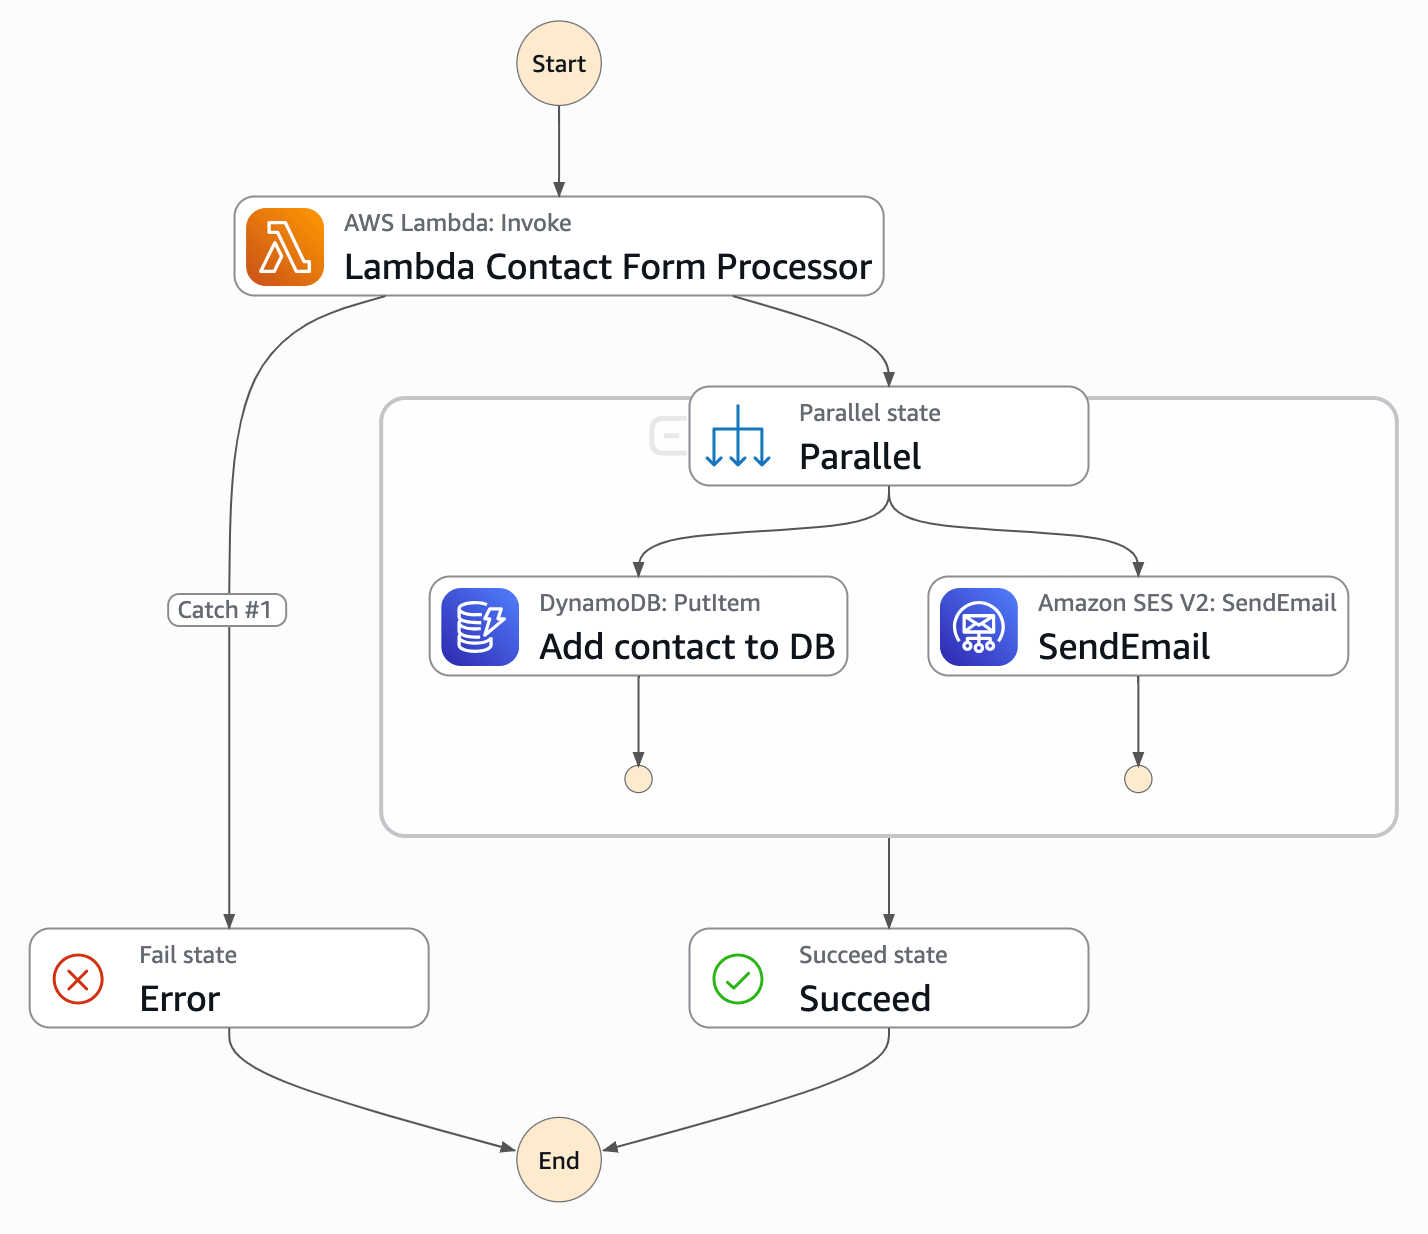 Start
AWS Lambda: Invoke
Lambda Contact Form Processor
Parallel state
Parallel
DynamoDB: PutItem
Add contact to DB
Amazon SES V2: SendEmail
SendEmail
Catch #1
Fail state
Error
Succeed state
Succeed
End